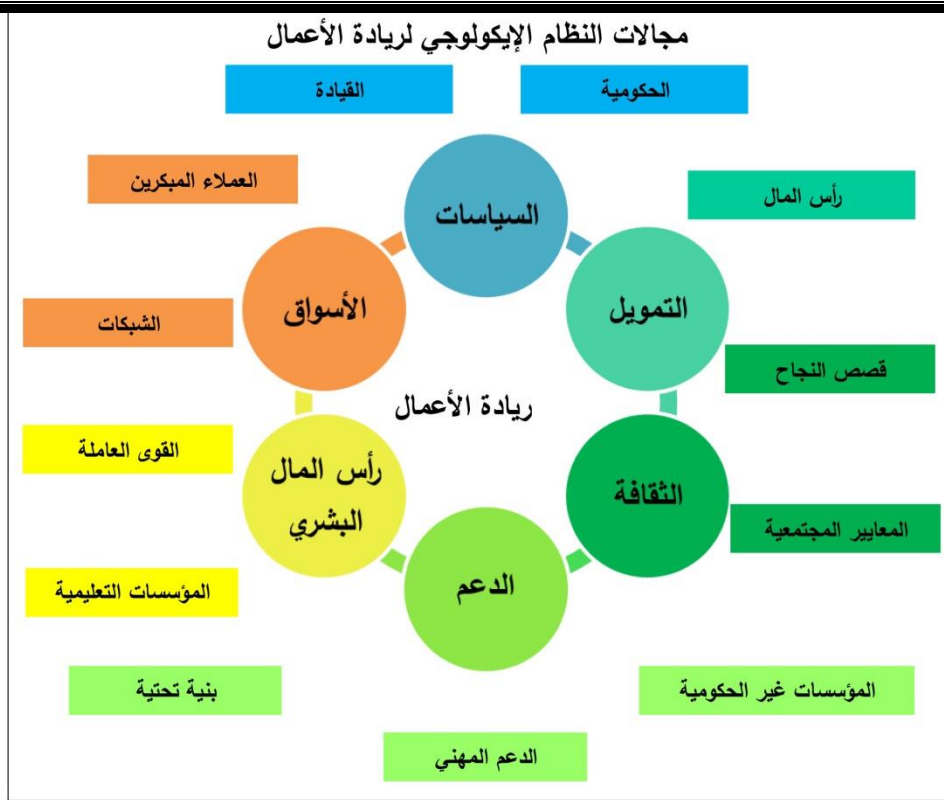 مجالات النظام الإيكولوجي لريادة الأعمال
الحكومية
القيادة
العملاء المبكرين
رأس المال
السياسات
الأسواق
التمويل
الشبكات
قصص النجاح
ريادة الأعمال
القوى العاملة
رأس المال
البشري
الثقافة
المعايير المجتمعية
الدعم
المؤسسات التعليمية
المؤسسات غير الحكومية
بنية تحتية
الدعم المهني